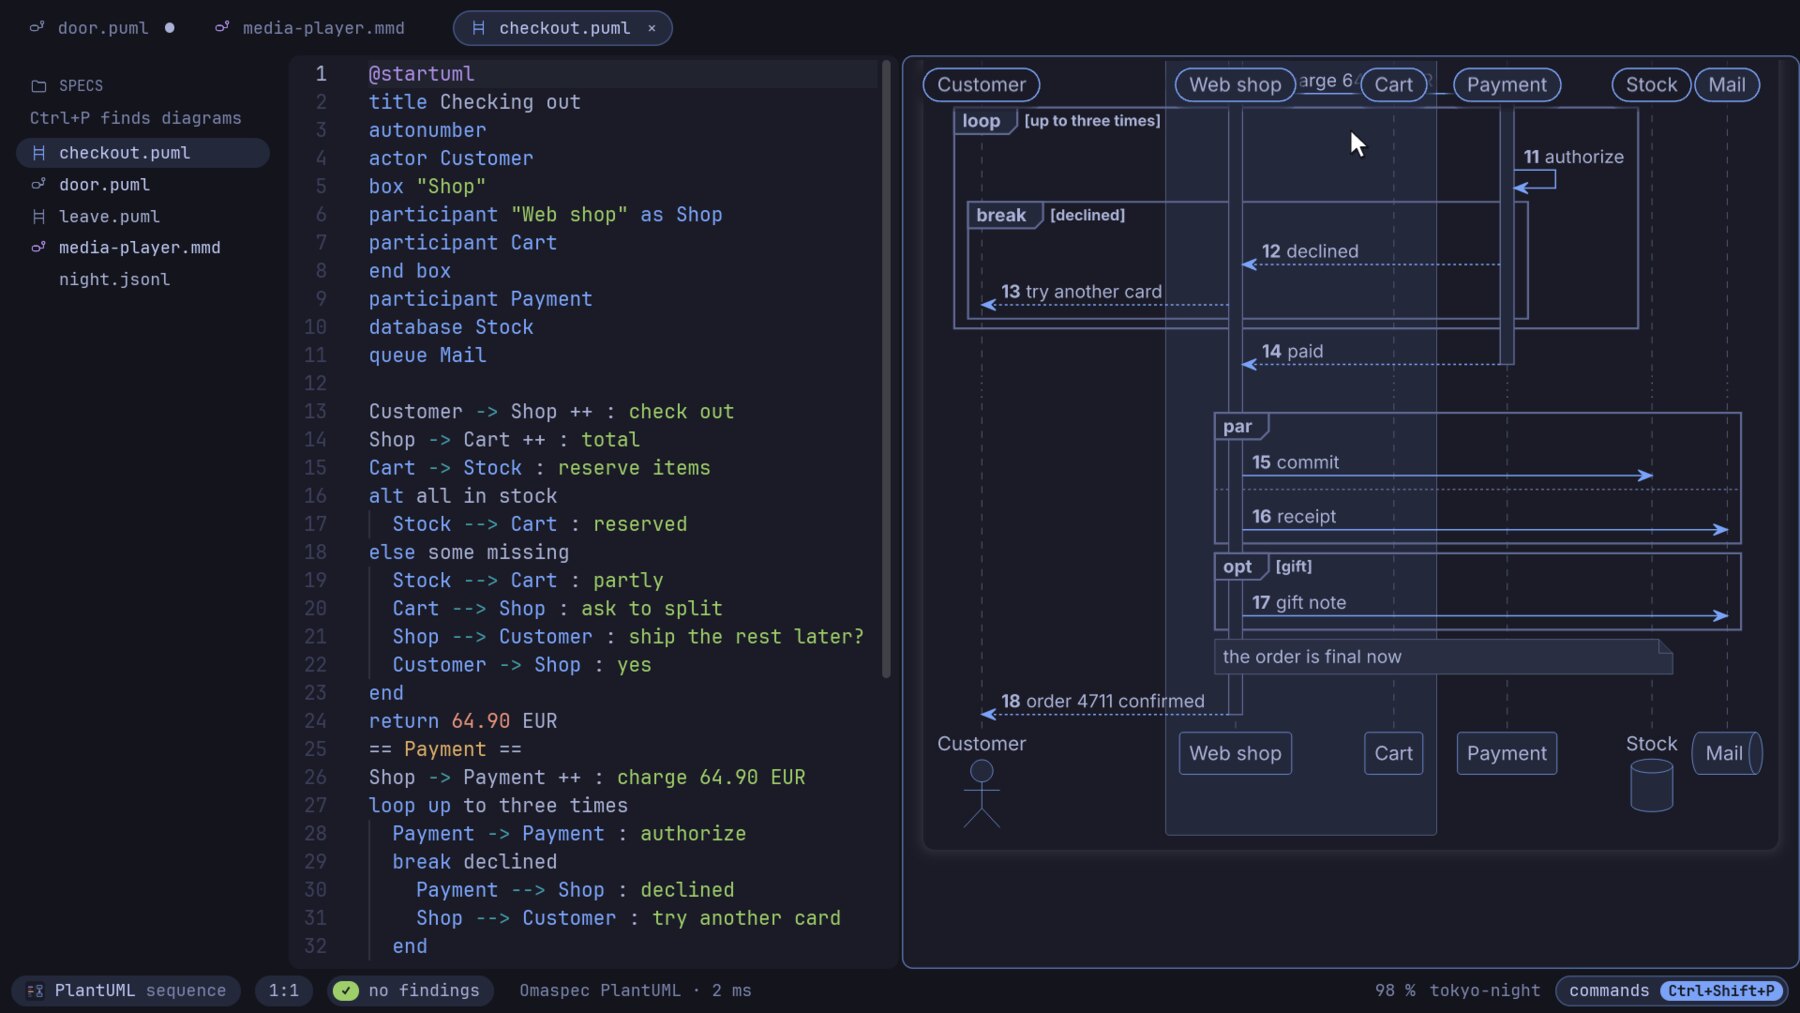 door.puml
media-player.mmd
checkout.puml ×
SPECS
Ctrl+P finds diagrams
checkout.puml
door.puml
leave.puml
media-player.mmd
night.jsonl
1 @startuml
2 title Checking out
3 autonumber
4 actor Customer
5 box "Shop"
6 participant "Web shop" as Shop
7 participant Cart
8 end box
9 participant Payment
10 database Stock
11 queue Mail
12
13 Customer -> Shop ++ : check out
14 Shop -> Cart ++ : total
15 Cart -> Stock : reserve items
16 alt all in stock
17 Stock --> Cart : reserved
18 else some missing
19 Stock --> Cart : partly
20 Cart --> Shop : ask to split
21 Shop --> Customer : ship the rest later?
22 Customer -> Shop : yes
23 end
24 return 64.90 EUR
25 == Payment ==
26 Shop -> Payment ++ : charge 64.90 EUR
27 loop up to three times
28 Payment -> Payment : authorize
29 break declined
30 Payment --> Shop : declined
31 Shop --> Customer : try another card
32 end
Customer
Web shop
arge 6
Cart
Payment
Stock
Mail
loop [up to three times]
11 authorize
break [declined]
12 declined
13 try another card
14 paid
par
15 commit
16 receipt
opt [gift]
17 gift note
the order is final now
18 order 4711 confirmed
Customer
Web shop
Cart
Payment
Stock
Mail
PlantUML sequence
1:1
no findings
Omaspec PlantUML · 2 ms
98 %
tokyo-night
commands Ctrl+Shift+P